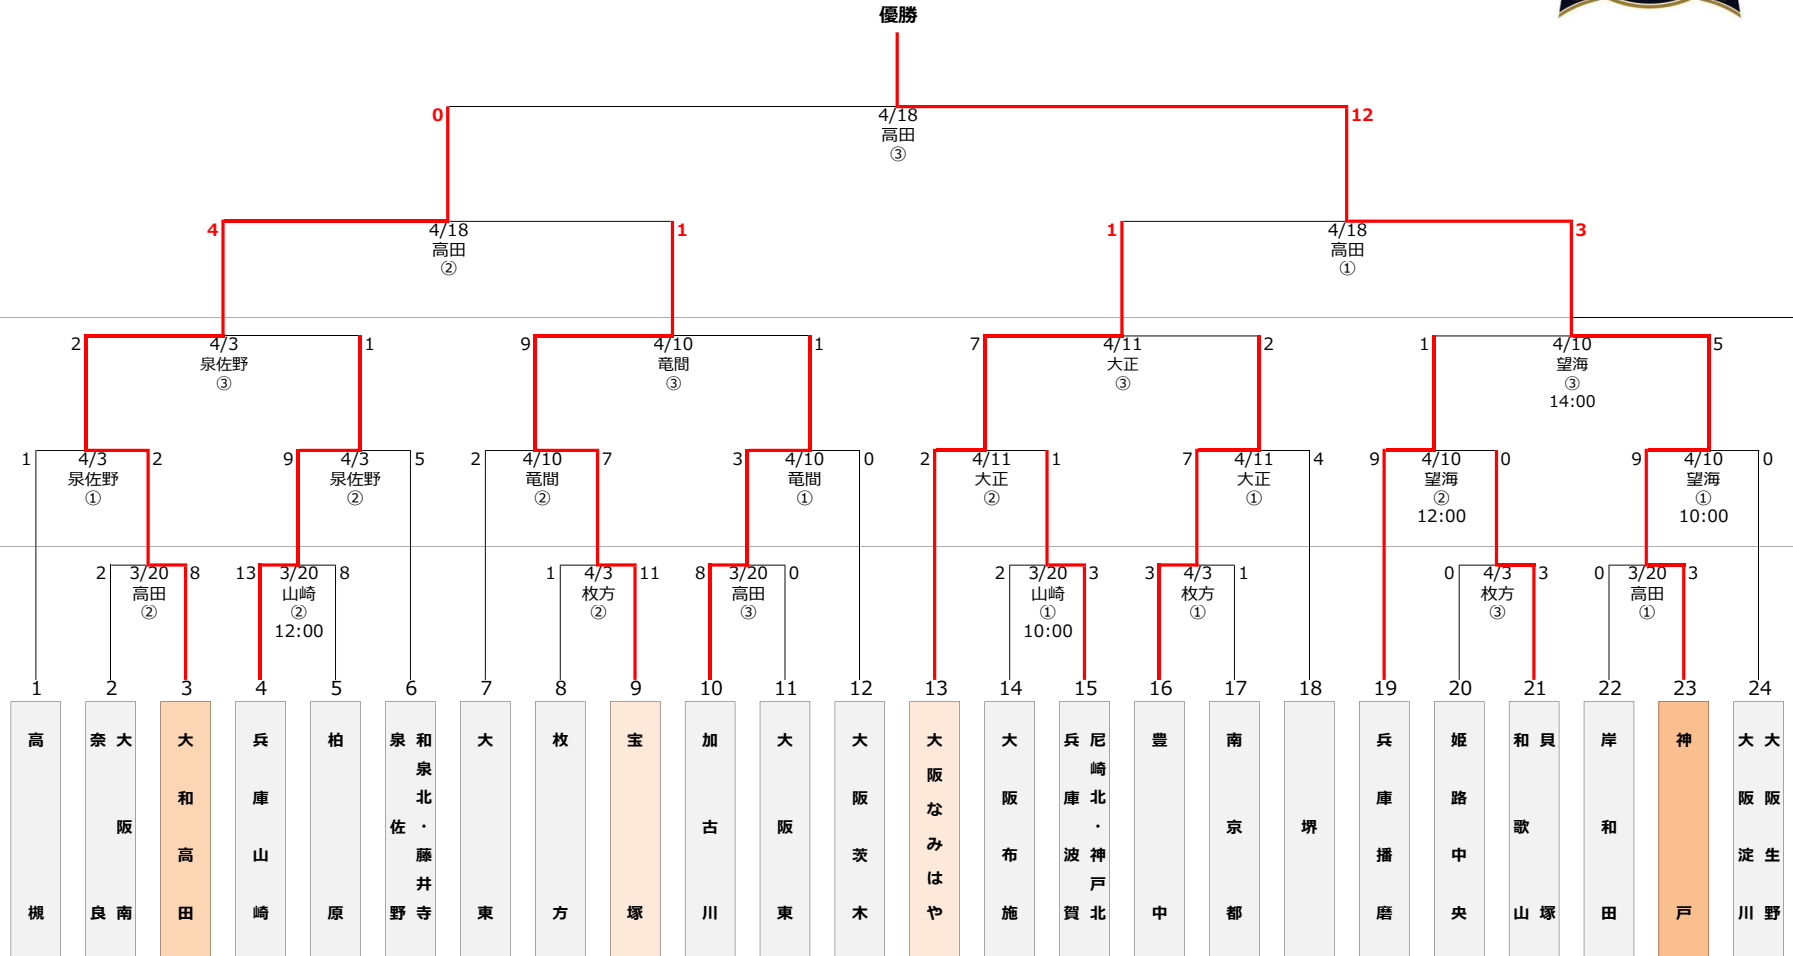 優勝
0 12
4/18
高田
③
4 1 1 3
4/18 4/18
高田 高田
② ①
2 4/3 1 9 4/10 1 7 4/11 2 1 4/10 5
泉佐野 竜間 大正 望海
③ ③ ③ ③
14:00
1 4/3 2 9 4/3 5 2 4/10 7 3 4/10 0 2 4/11 1 7 4/11 4 9 4/10 0 9 4/10 0
泉佐野 泉佐野 竜間 竜間 大正 大正 望海 望海
① ② ② ① ② ① ② ①
12:00 10:00
2 3/20 8 13 3/20 8 1 4/3 11 8 3/20 0 2 3/20 3 3 4/3 1 0 4/3 3 0 3/20 3
高田 山崎 枚方 高田 山崎 枚方 枚方 高田
② ② ② ③ ① ① ③ ①
12:00 10:00
1 2 3 4 5 6 7 8 9 10 11 12 13 14 15 16 17 18 19 20 21 22 23 24
高槻
大阪南
奈良
大和高田
兵庫山崎
柏原
和泉北・藤井寺
泉佐野
大東
枚方
宝塚
加古川
大阪東
大阪茨木
大阪なみはや
大阪布施
尼崎北・神戸北
兵庫波賀
豊中
南京都
堺
兵庫播磨
姫路中央
貝塚
和歌山
岸和田
神戸
大阪生野
大阪淀川